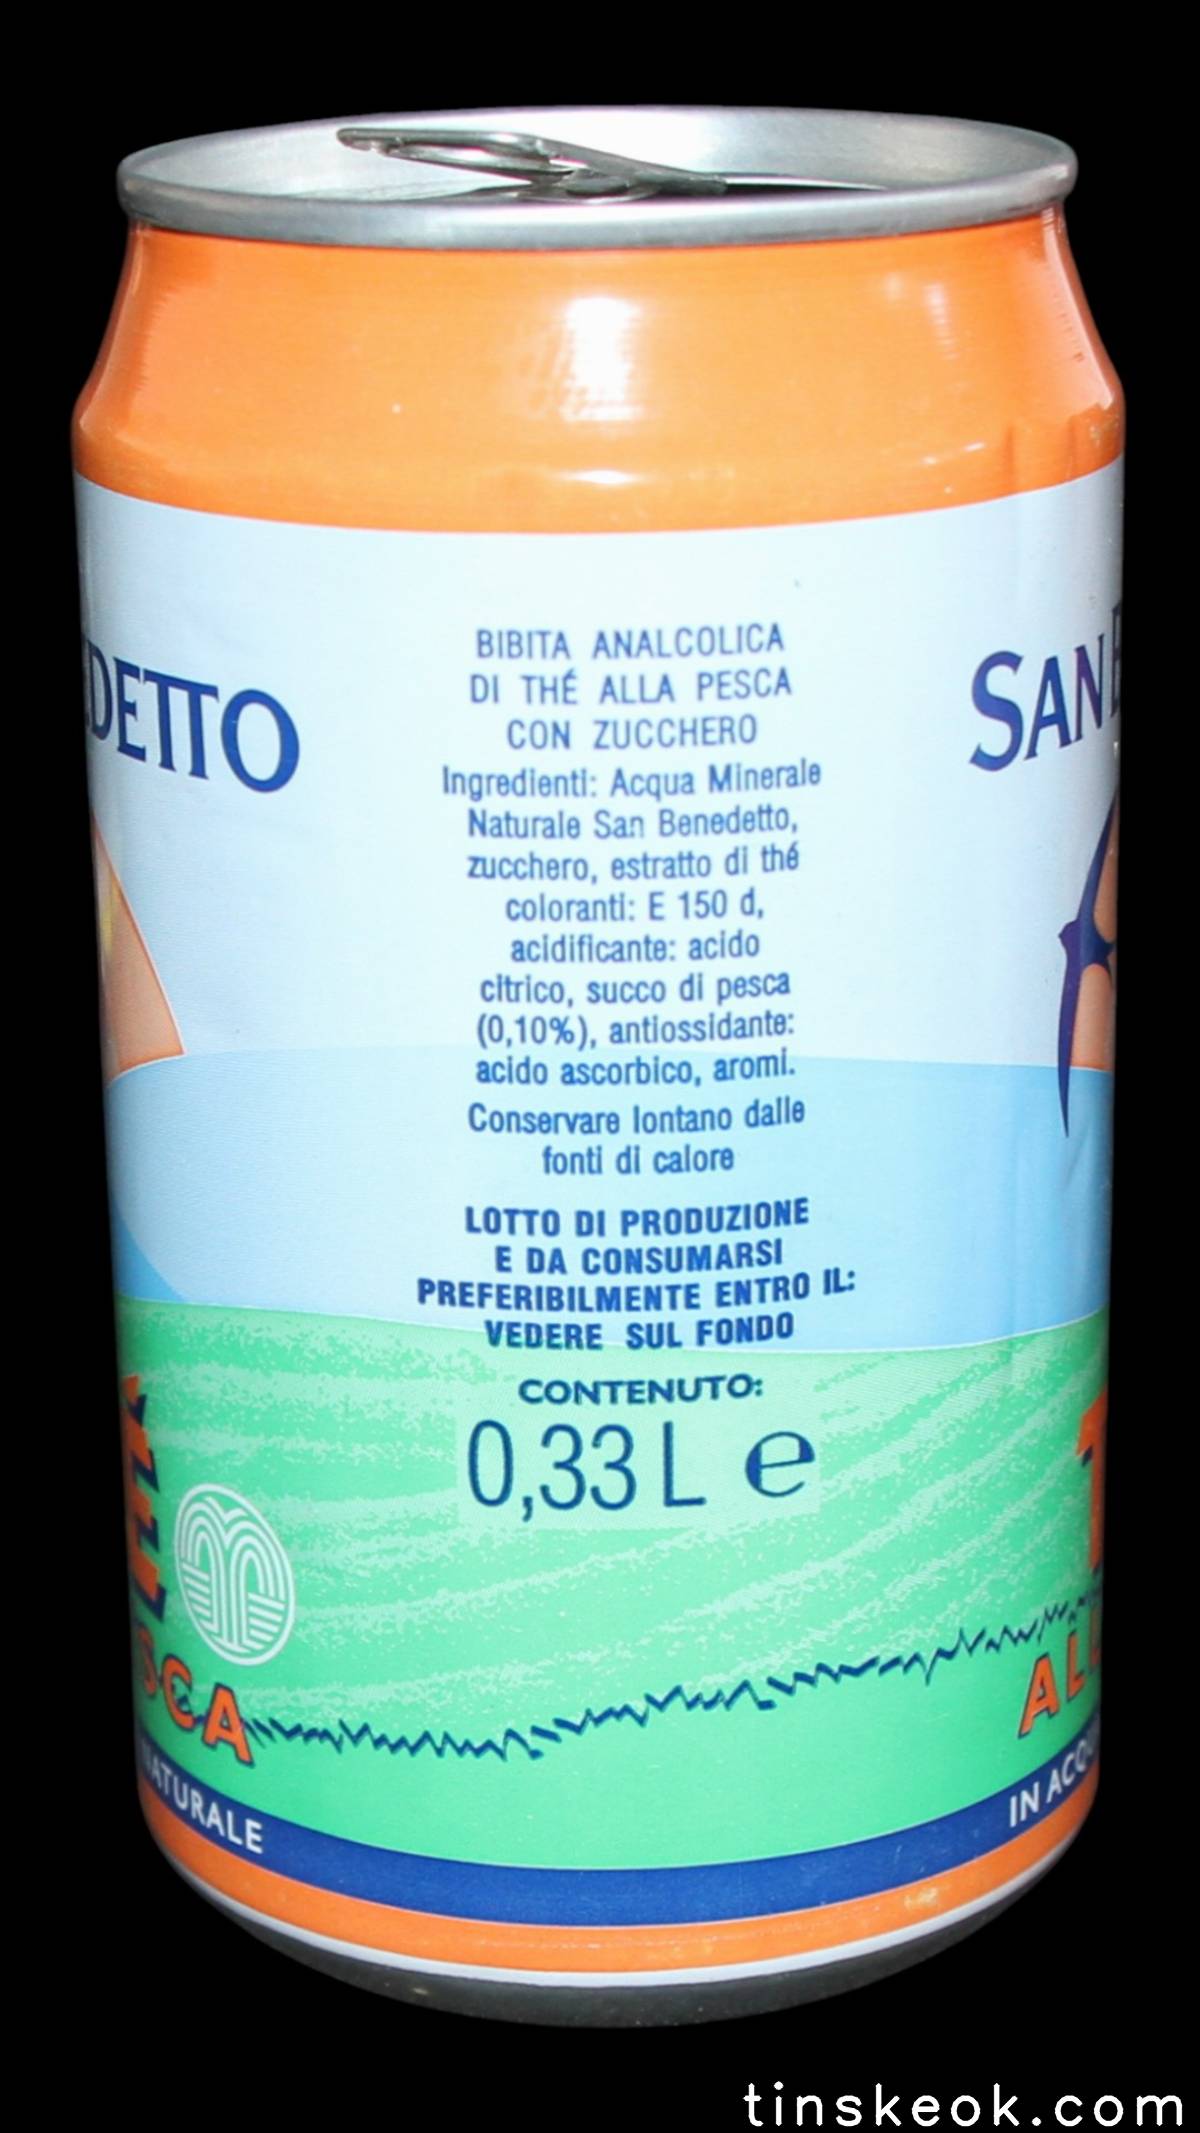 DETTO
SAN
BIBITA ANALCOLICA
DI THÉ ALLA PESCA
CON ZUCCHERO
Ingredienti: Acqua Minerale
Naturale San Benedetto,
zucchero, estratto di thé
coloranti: E 150 d,
acidificante: acido
citrico, succo di pesca
(0,10%), antiossidante:
acido ascorbico, aromi.
Conservare lontano dalle
fonti di calore
LOTTO DI PRODUZIONE
E DA CONSUMARSI
PREFERIBILMENTE ENTRO IL:
VEDERE SUL FONDO
CONTENUTO:
0,33 L e
SCA
NATURALE
IN
tinskeok.com